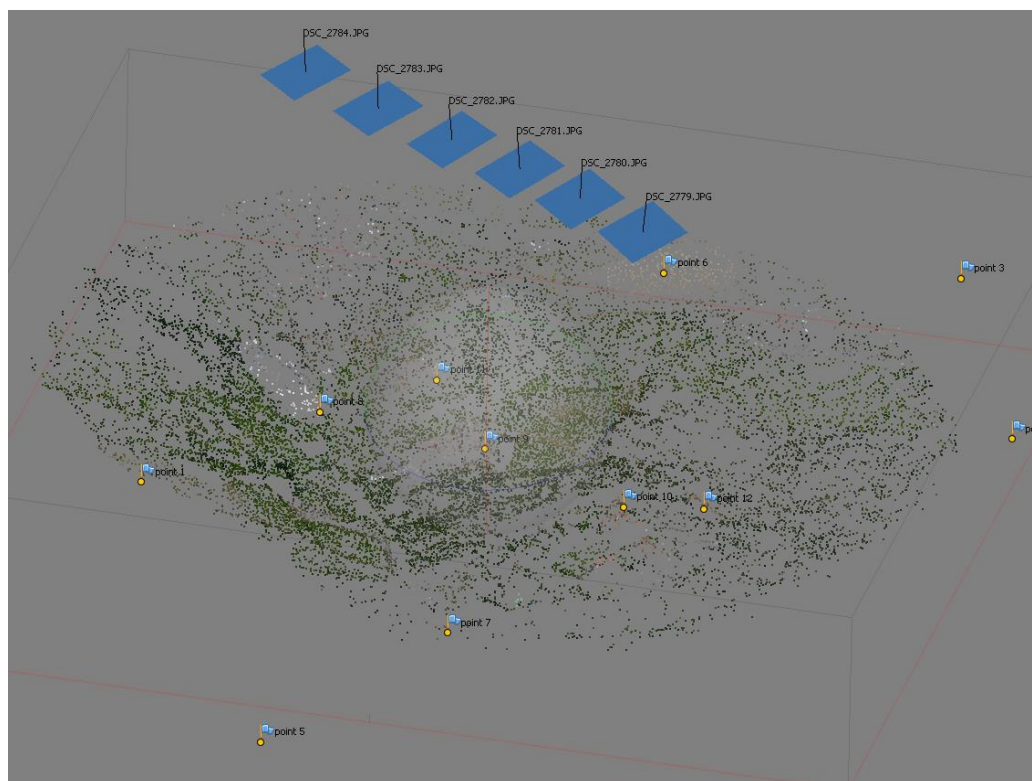 DSC_2784.JPG
DSC_2783.JPG
DSC_2782.JPG
DSC_2781.JPG
DSC_2780.JPG
DSC_2779.JPG
point 6
point 3
point 8
point 9
point 1
point 10
point 12
point 7
point 5